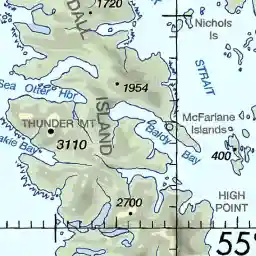 1720
DALL
ISLAND
Nichols
Is
STRAIT
1954
Sea Otter Hbr
THUNDER MT
3110
McFarlane
Islands
400
Baldy
Bay
akie Bay
HIGH
POINT
2700
55°